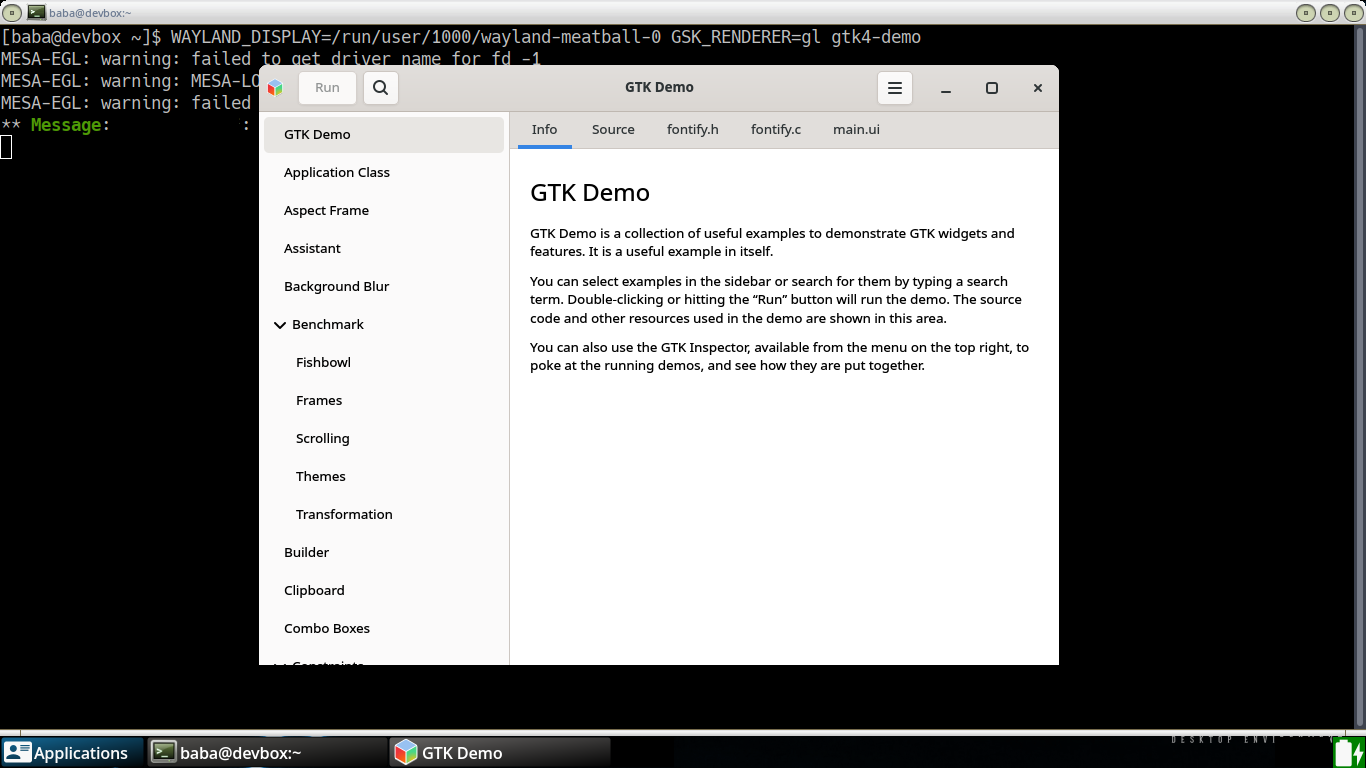 baba@devbox:~
[baba@devbox ~]$ WAYLAND_DISPLAY=/run/user/1000/wayland-meatball-0 GSK_RENDERER=gl gtk4-demo
MESA-EGL: warning: failed to get driver name for fd -1
MESA-EGL: warning: MESA-LO
MESA-EGL: warning: failed
** Message: :
Run
GTK Demo
GTK Demo
Application Class
Aspect Frame
Assistant
Background Blur
Benchmark
Fishbowl
Frames
Scrolling
Themes
Transformation
Builder
Clipboard
Combo Boxes
Constraints
Info Source fontify.h fontify.c main.ui
GTK Demo
GTK Demo is a collection of useful examples to demonstrate GTK widgets and
features. It is a useful example in itself.
You can select examples in the sidebar or search for them by typing a search
term. Double-clicking or hitting the “Run” button will run the demo. The source
code and other resources used in the demo are shown in this area.
You can also use the GTK Inspector, available from the menu on the top right, to
poke at the running demos, and see how they are put together.
DESKTOP
Applications
baba@devbox:~
GTK Demo